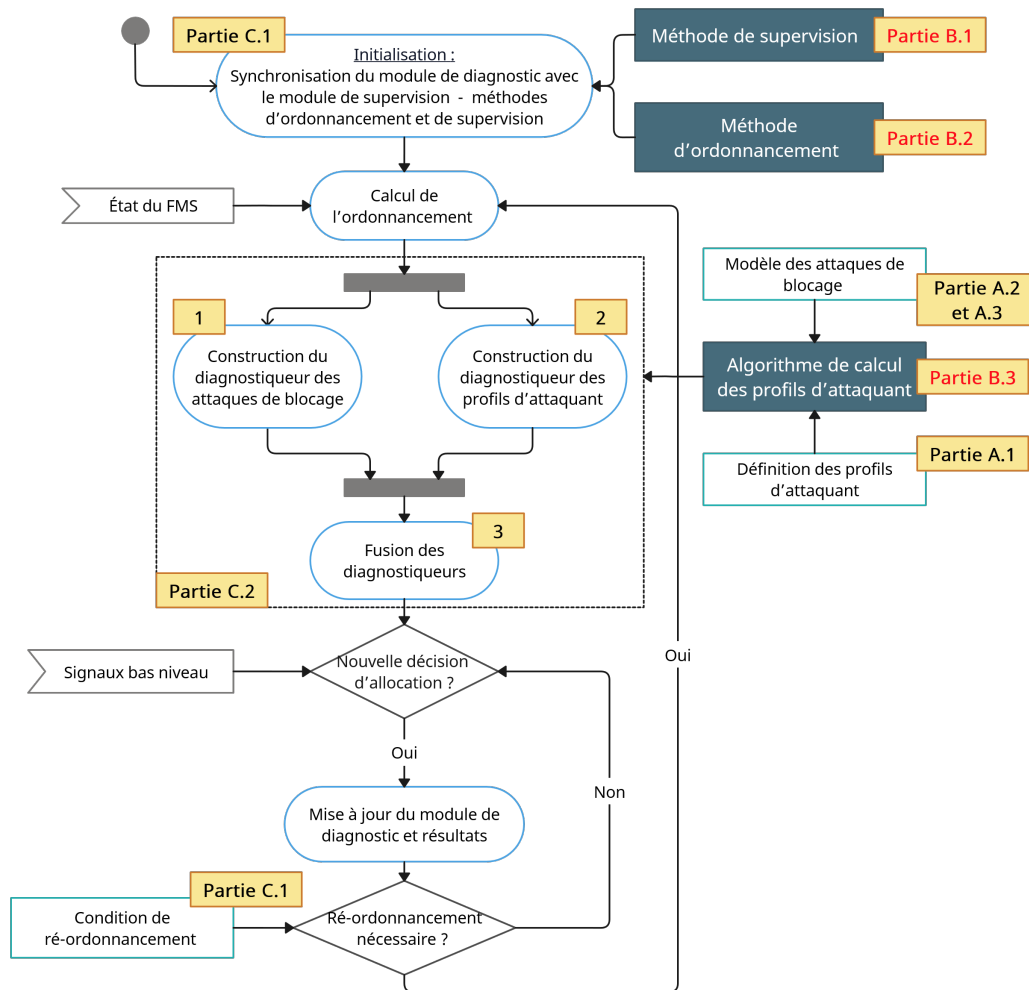 Partie C.1
Initialisation :
Synchronisation du module de diagnostic avec
le module de supervision - méthodes
d’ordonnancement et de supervision
Méthode de supervision
Partie B.1
Méthode
d’ordonnancement
Partie B.2
État du FMS
Calcul de
l’ordonnancement
Modèle des attaques de
blocage
Partie A.2
et A.3
1
Construction du
diagnostiqueur des
attaques de blocage
2
Construction du
diagnostiqueur des
profils d’attaquant
Algorithme de calcul
des profils d’attaquant
Partie B.3
Partie A.1
Définition des profils
d’attaquant
3
Fusion des
diagnostiqueurs
Partie C.2
Signaux bas niveau
Nouvelle décision
d’allocation ?
Oui
Oui
Non
Mise à jour du module de
diagnostic et résultats
Partie C.1
Condition de
ré-ordonnancement
Ré-ordonnancement
nécessaire ?